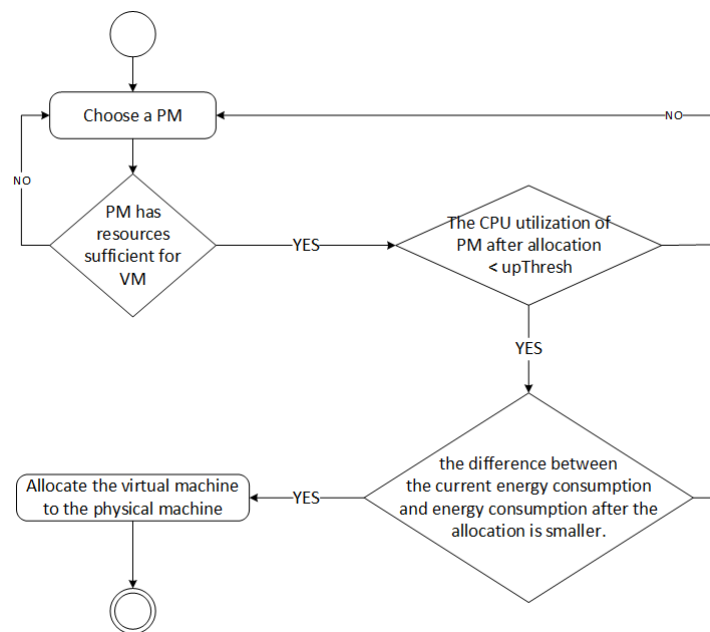 Choose a PM
NO
NO
PM has
resources
sufficient for
VM
YES
The CPU utilization of
PM after allocation
< upThresh
YES
the difference between
the current energy consumption
and energy consumption after the
allocation is smaller.
YES
Allocate the virtual machine
to the physical machine